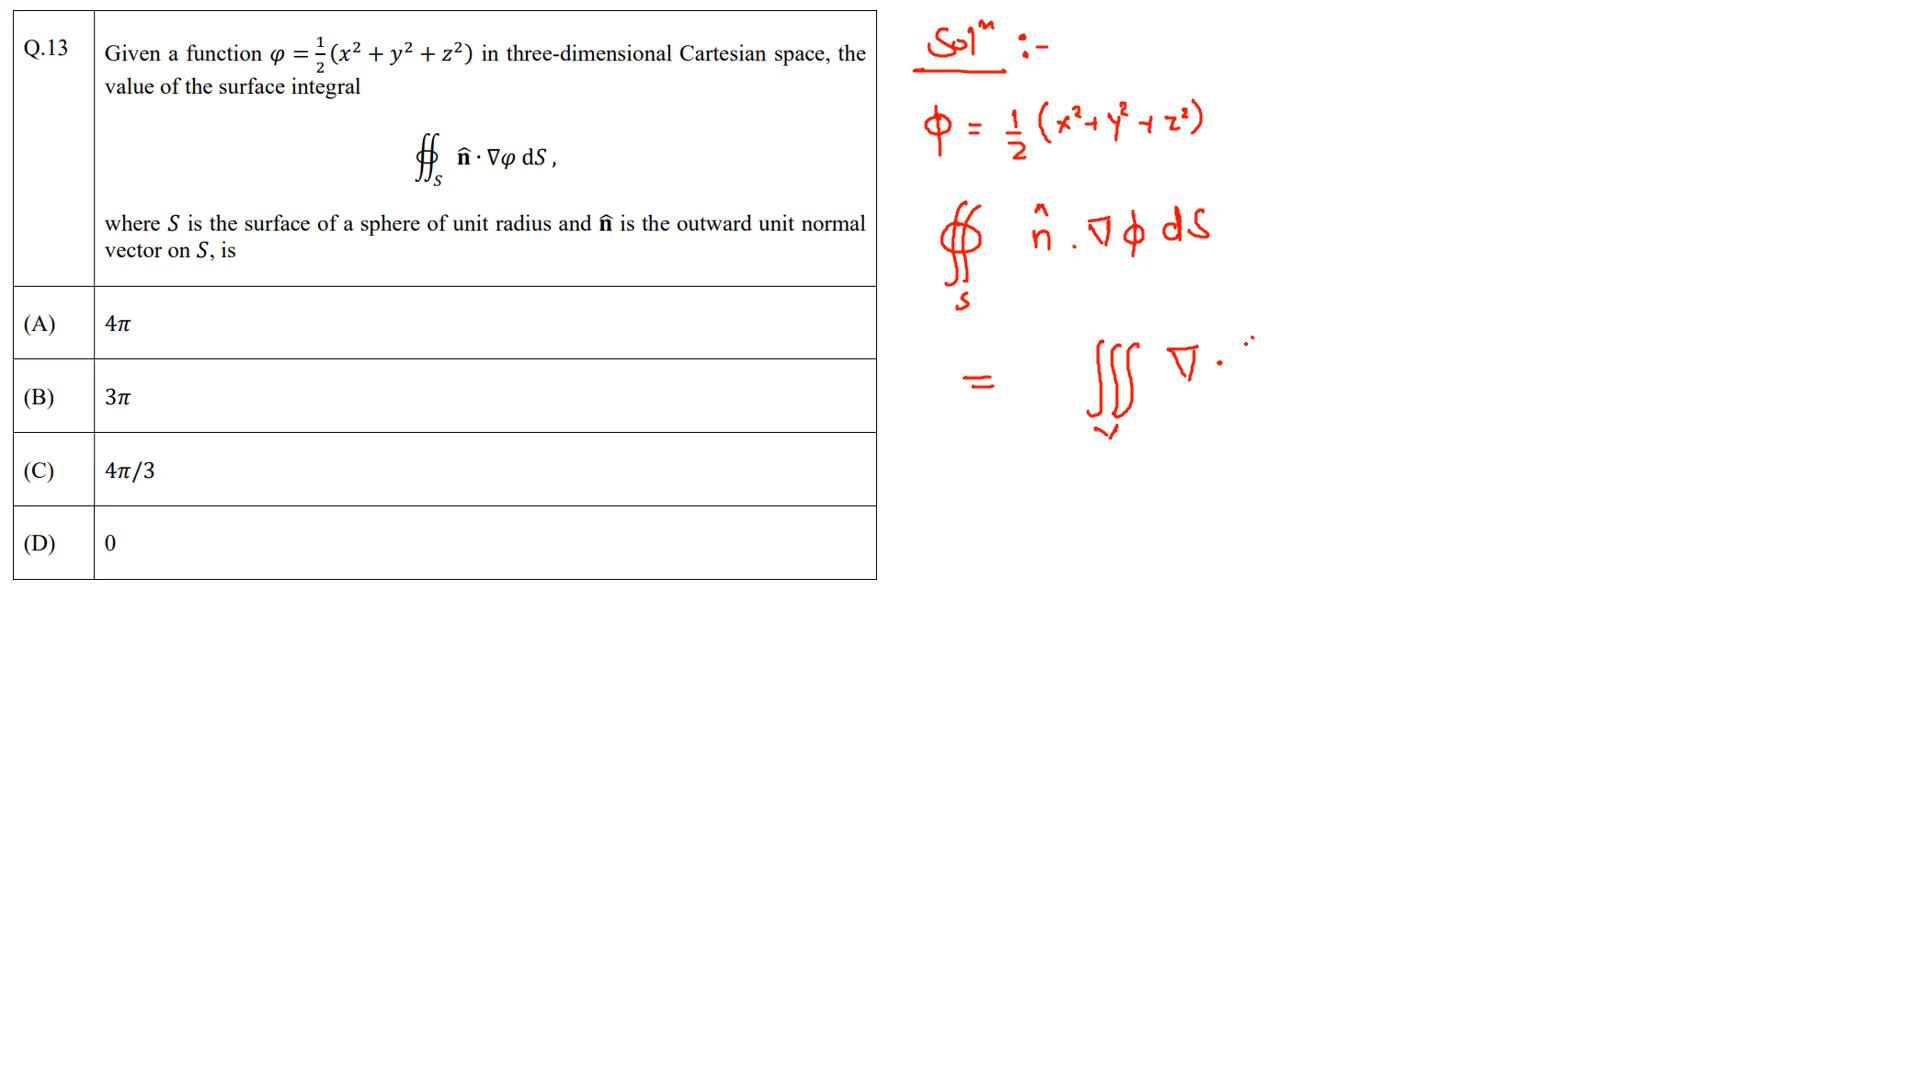 Q.13
Given a function φ = 1/2 (x² + y² + z²) in three-dimensional Cartesian space, the
value of the surface integral
∯_S n̂ · ∇φ dS ,
where S is the surface of a sphere of unit radius and n̂ is the outward unit normal
vector on S, is
(A) 4π
(B) 3π
(C) 4π/3
(D) 0
Solⁿ :-
ϕ = 1/2 (x² + y² + z²)
∯_S n̂ . ∇ϕ dS
= ∭_V ∇ .